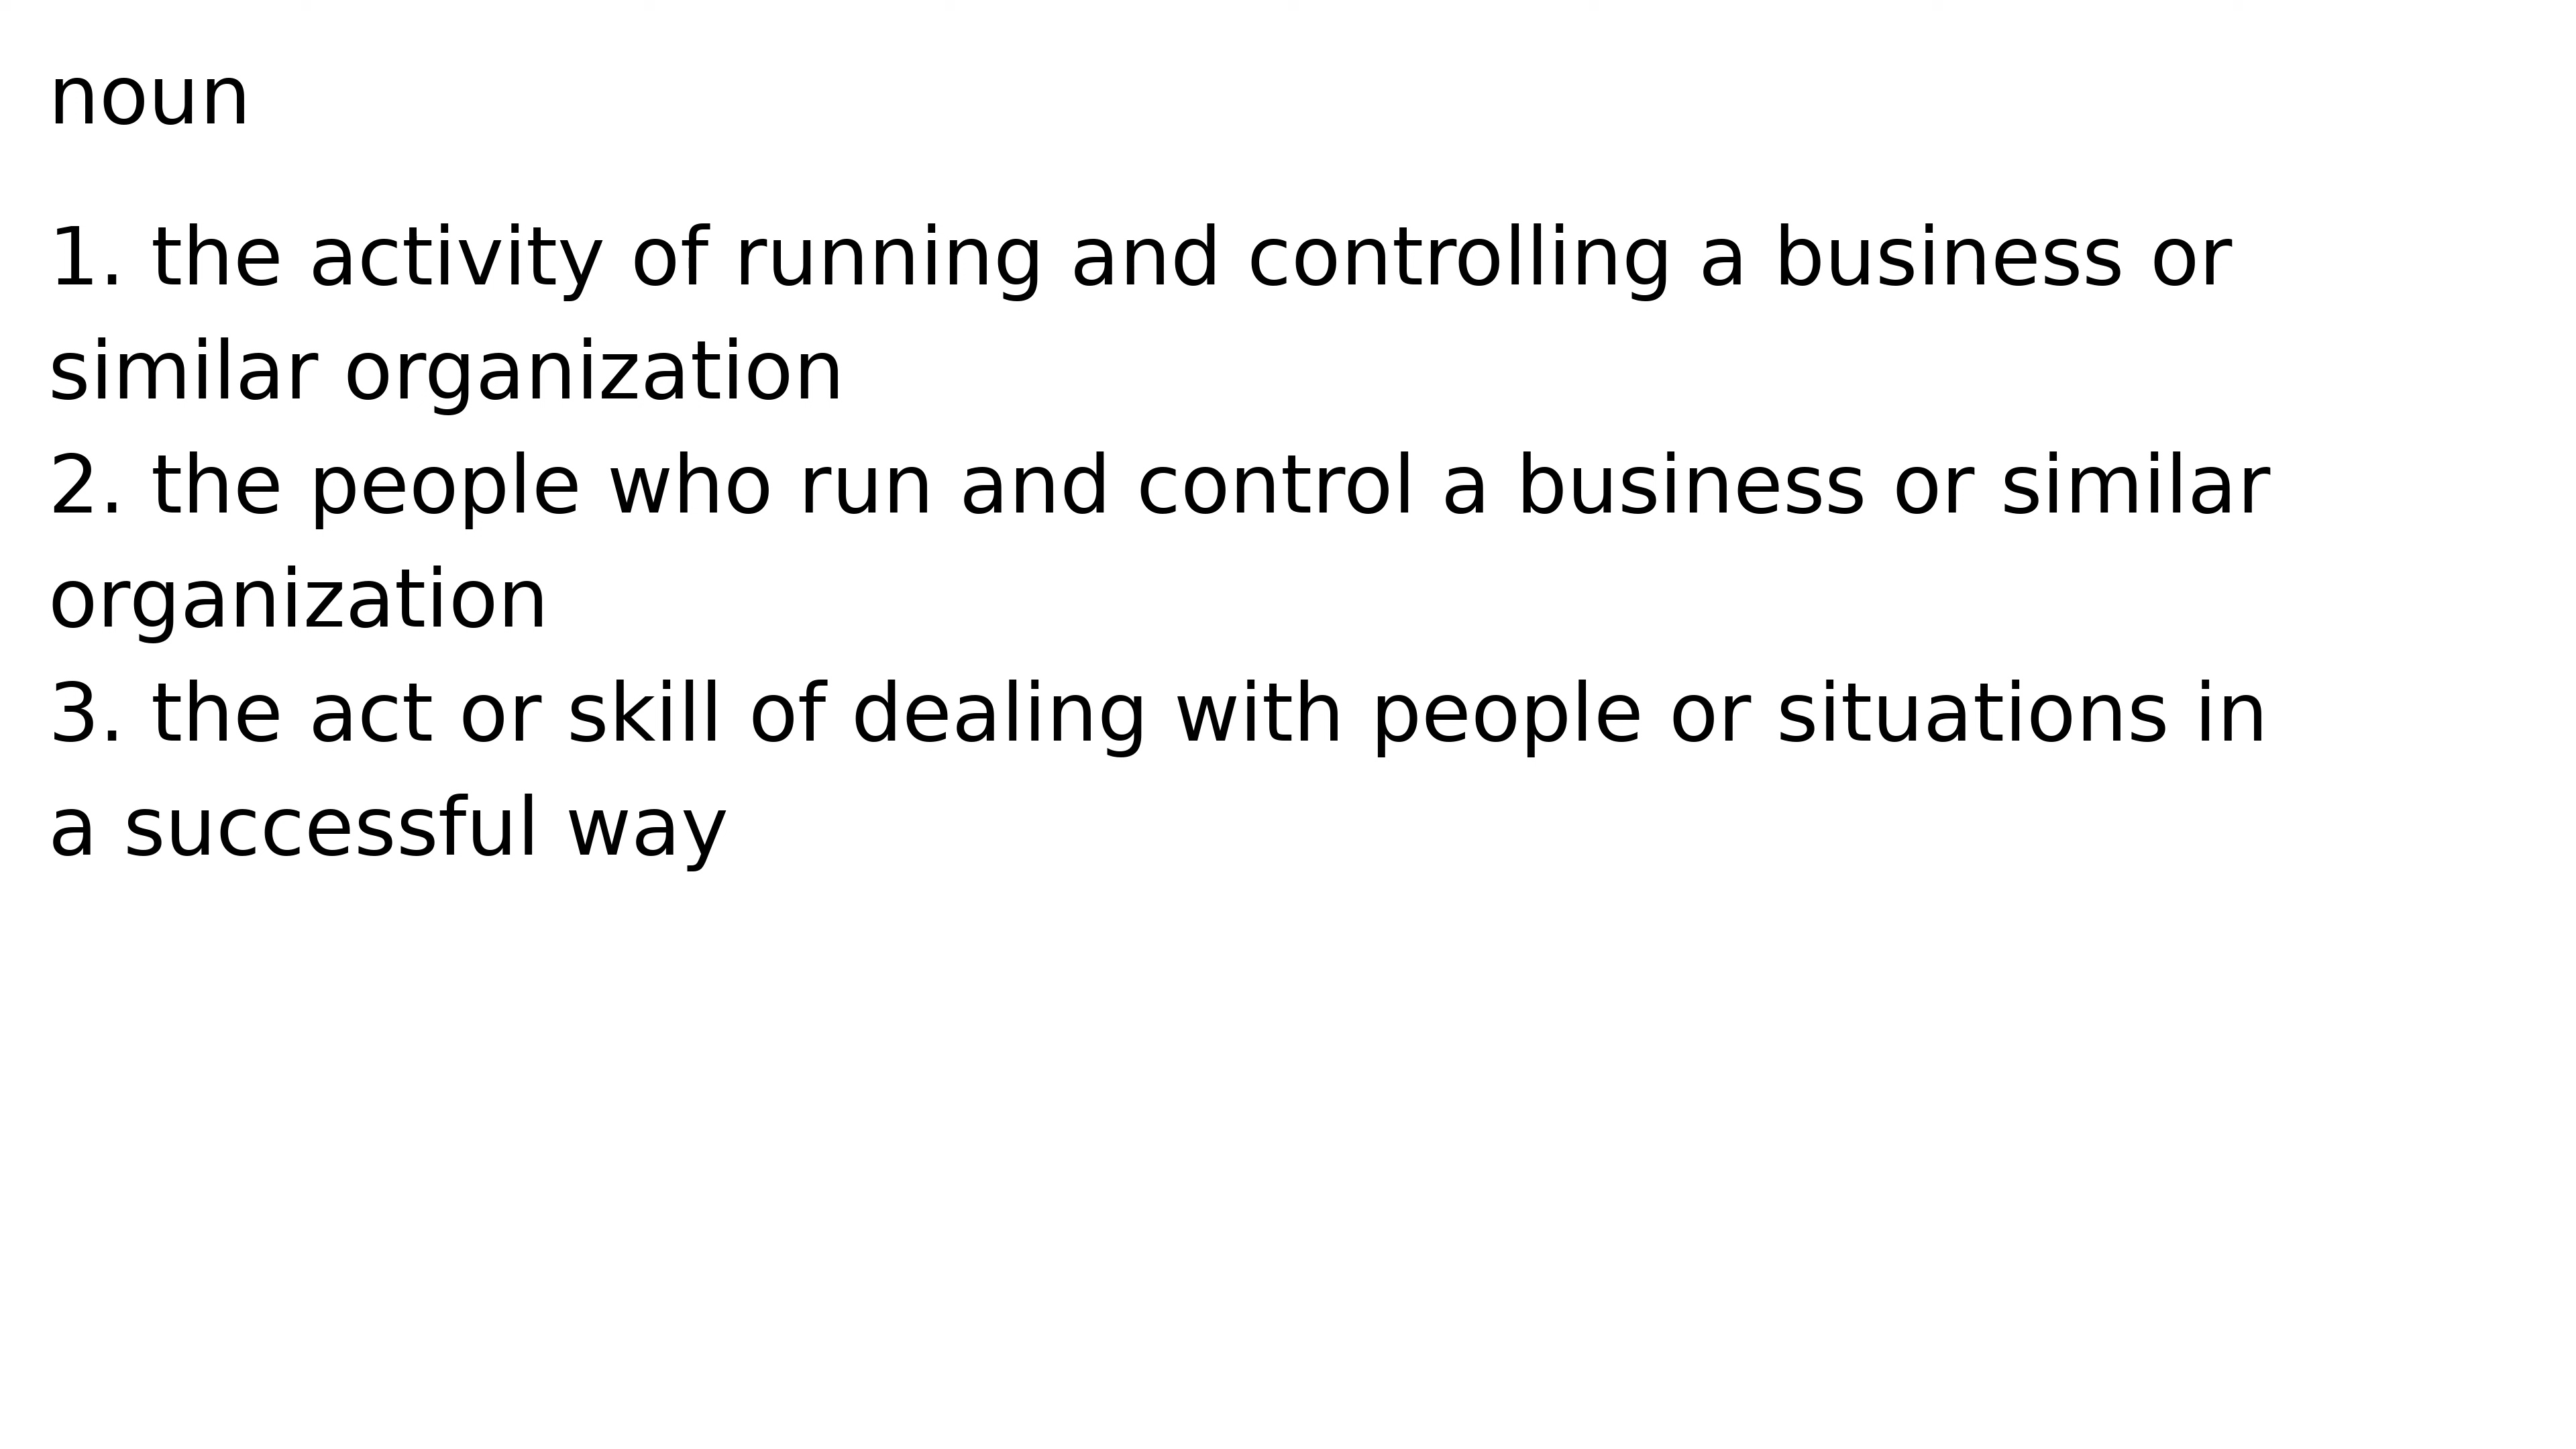 noun
1. the activity of running and controlling a business or
similar organization
2. the people who run and control a business or similar
organization
3. the act or skill of dealing with people or situations in
a successful way